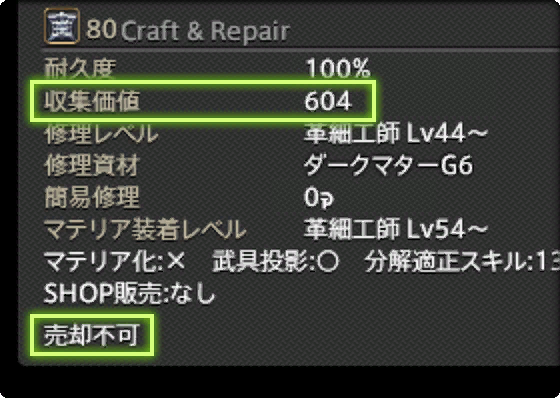 80 Craft & Repair
耐久度 100%
収集価値 604
修理レベル 革細工師 Lv44～
修理資材 ダークマターG6
簡易修理 0
マテリア装着レベル 革細工師 Lv54～
マテリア化:× 武具投影:○ 分解適正スキル:13
SHOP販売:なし
売却不可